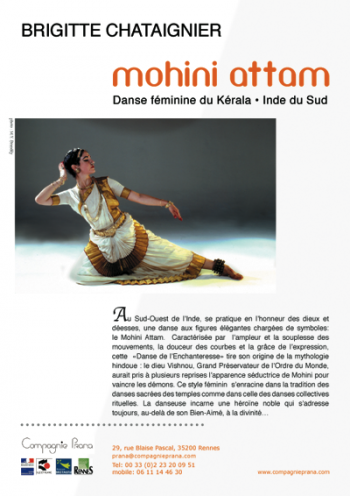 BRIGITTE CHATAIGNIER
mohini attam
Danse féminine du Kérala • Inde du Sud
Au Sud-Ouest de l'Inde, se pratique en l'honneur des dieux et
déesses, une danse aux figures élégantes chargées de symboles:
le Mohini Attam. Caractérisée par l'ampleur et la souplesse des
mouvements, la douceur des courbes et la grâce de l'expression,
cette «Danse de l'Enchanteresse» tire son origine de la mythologie
hindoue : le dieu Vishnou, Grand Préservateur de l'Ordre du Monde,
aurait pris à plusieurs reprises l'apparence séductrice de Mohini pour
vaincre les démons. Ce style féminin s'enracine dans la tradition des
danses sacrées des temples comme dans celle des danses collectives
rituelles. La danseuse incarne une héroïne noble qui s'adresse
toujours, au-delà de son Bien-Aimé, à la divinité...
Compagnie Prana
29, rue Blaise Pascal, 35200 Rennes
prana@compagnieprana.com
Tel: 00 33 (0)2 23 20 09 51
mobile: 06 11 14 46 30
www.compagnieprana.com
RENNES